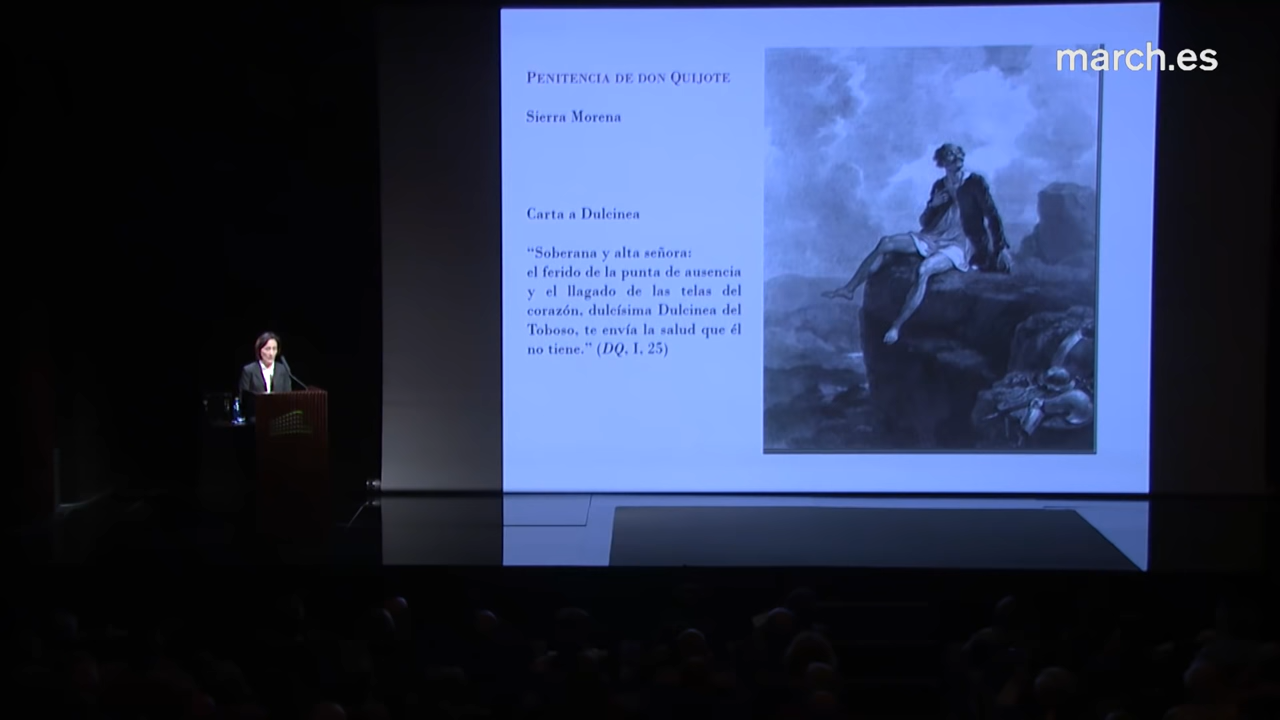 march.es
PENITENCIA DE DON QUIJOTE
Sierra Morena
Carta a Dulcinea
“Soberana y alta señora:
el ferido de la punta de ausencia
y el llagado de las telas del
corazón, dulcísima Dulcinea del
Toboso, te envía la salud que él
no tiene.” (DQ, I, 25)